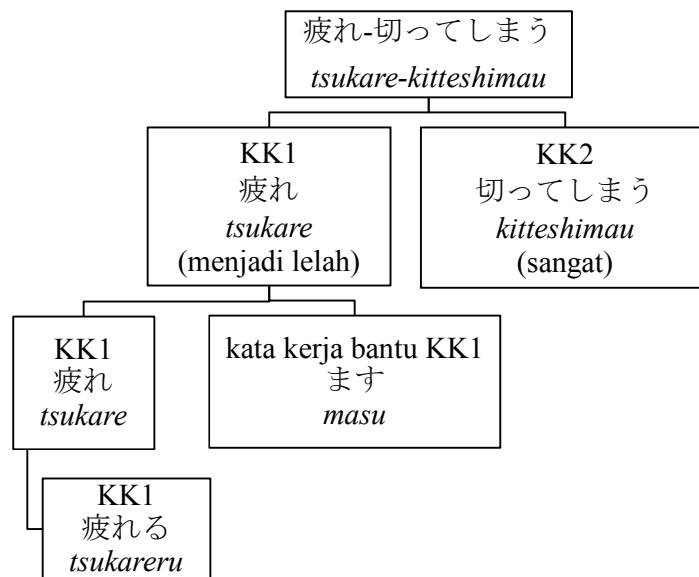 疲れ-切ってしまう
tsukare-kitteshimau
KK1
疲れ
tsukare
(menjadi lelah)
KK2
切ってしまう
kitteshimau
(sangat)
KK1
疲れ
tsukare
kata kerja bantu KK1
ます
masu
KK1
疲れる
tsukareru